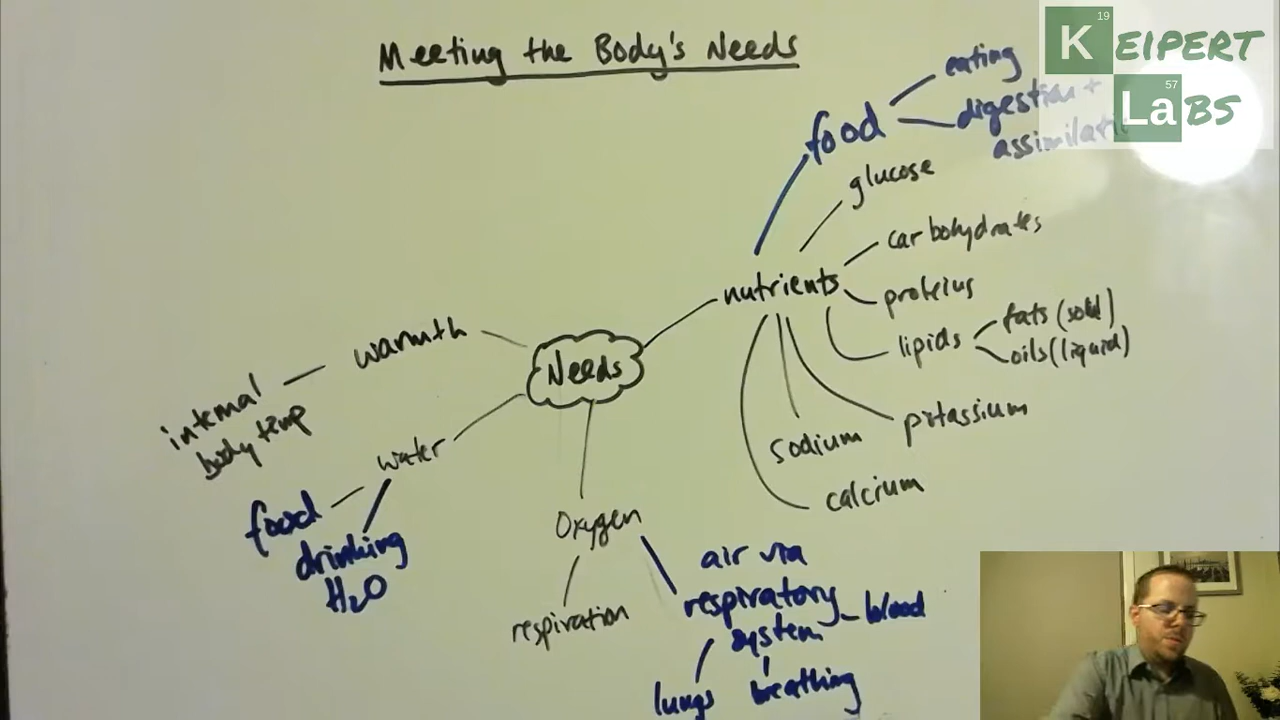 Meeting the Body's Needs
19
KEIPERT
57
LaBS
eating
food
digestion +
assimilati
glucose
carbohydrates
nutrients
proteins
lipids
fats (solid)
oils (liquid)
warmth
Needs
internal
body temp
water
sodium
potassium
calcium
food
drinking
H2O
Oxygen
respiration
air via
respiratory
system
blood
lungs
breathing